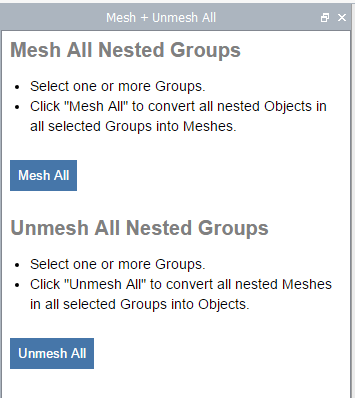 Mesh + Unmesh All
Mesh All Nested Groups
• Select one or more Groups.
• Click "Mesh All" to convert all nested Objects in
all selected Groups into Meshes.
Mesh All
Unmesh All Nested Groups
• Select one or more Groups.
• Click "Unmesh All" to convert all nested Meshes
in all selected Groups into Objects.
Unmesh All